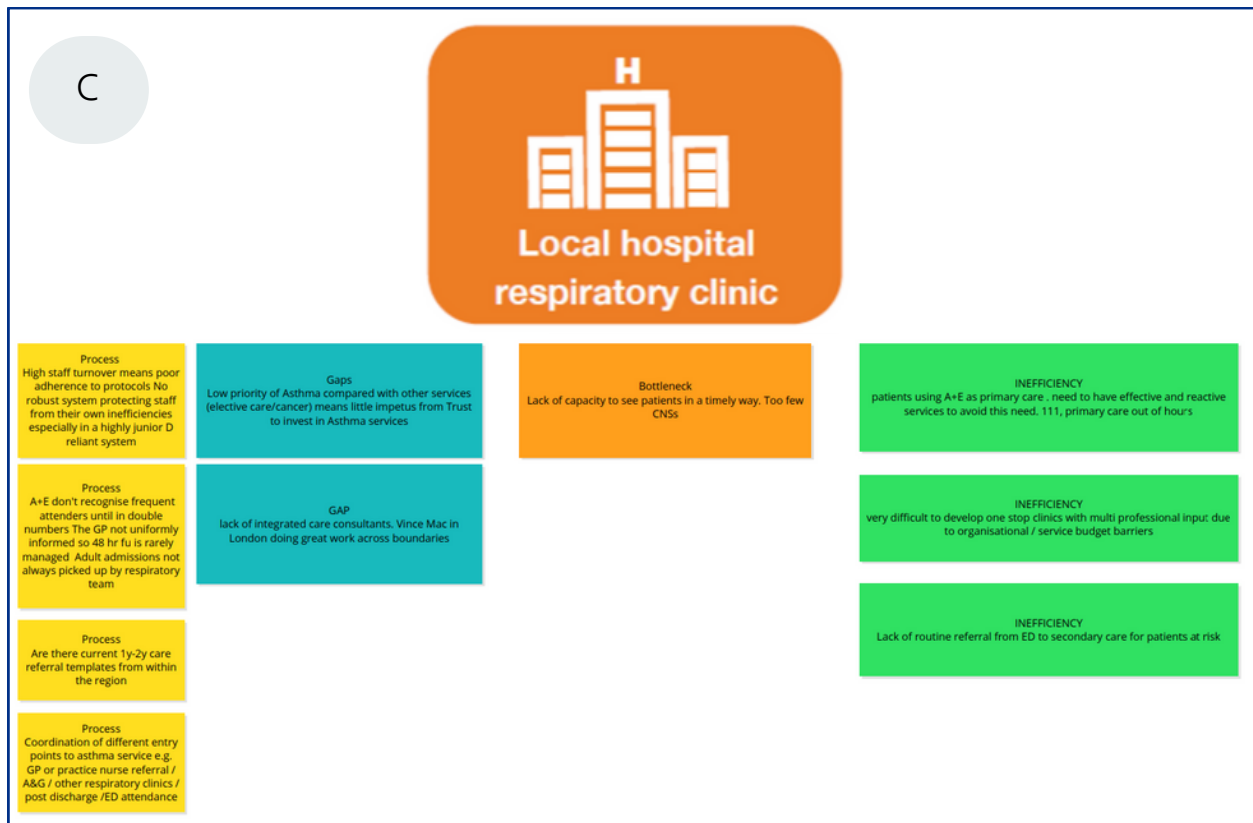 C
H
Local hospital
respiratory clinic
Process
High staff turnover means poor
adherence to protocols No
robust system protecting staff
from their own inefficiencies
especially in a highly junior D
reliant system
Process
A+E don't recognise frequent
attenders until in double
numbers The GP not uniformly
informed so 48 hr fu is rarely
managed Adult admissions not
always picked up by respiratory
team
Process
Are there current 1y-2y care
referral templates from within
the region
Process
Coordination of different entry
points to asthma service e.g.
GP or practice nurse referral /
A&G / other respiratory clinics /
post discharge /ED attendance
Gaps
Low priority of Asthma compared with other services
(elective care/cancer) means little impetus from Trust
to invest in Asthma services
GAP
lack of integrated care consultants. Vince Mac in
London doing great work across boundaries
Bottleneck
Lack of capacity to see patients in a timely way. Too few
CNSs
INEFFICIENCY
patients using A+E as primary care . need to have effective and reactive
services to avoid this need. 111, primary care out of hours
INEFFICIENCY
very difficult to develop one stop clinics with multi professional input due
to organisational / service budget barriers
INEFFICIENCY
Lack of routine referral from ED to secondary care for patients at risk